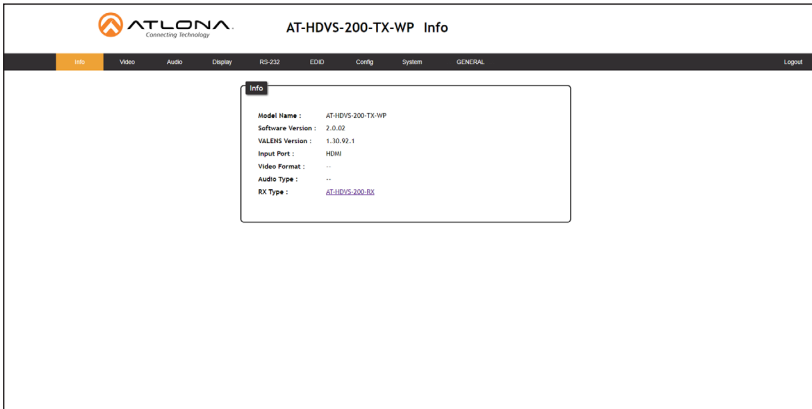 ATLONA.
Connecting Technology
AT-HDVS-200-TX-WP Info
Info Video Audio Display RS-232 EDID Config System GENERAL Logout
Info
Model Name : AT-HDVS-200-TX-WP
Software Version : 2.0.02
VALENS Version : 1.30.92.1
Input Port : HDMI
Video Format : --
Audio Type : --
RX Type : AT-HDVS-200-RX